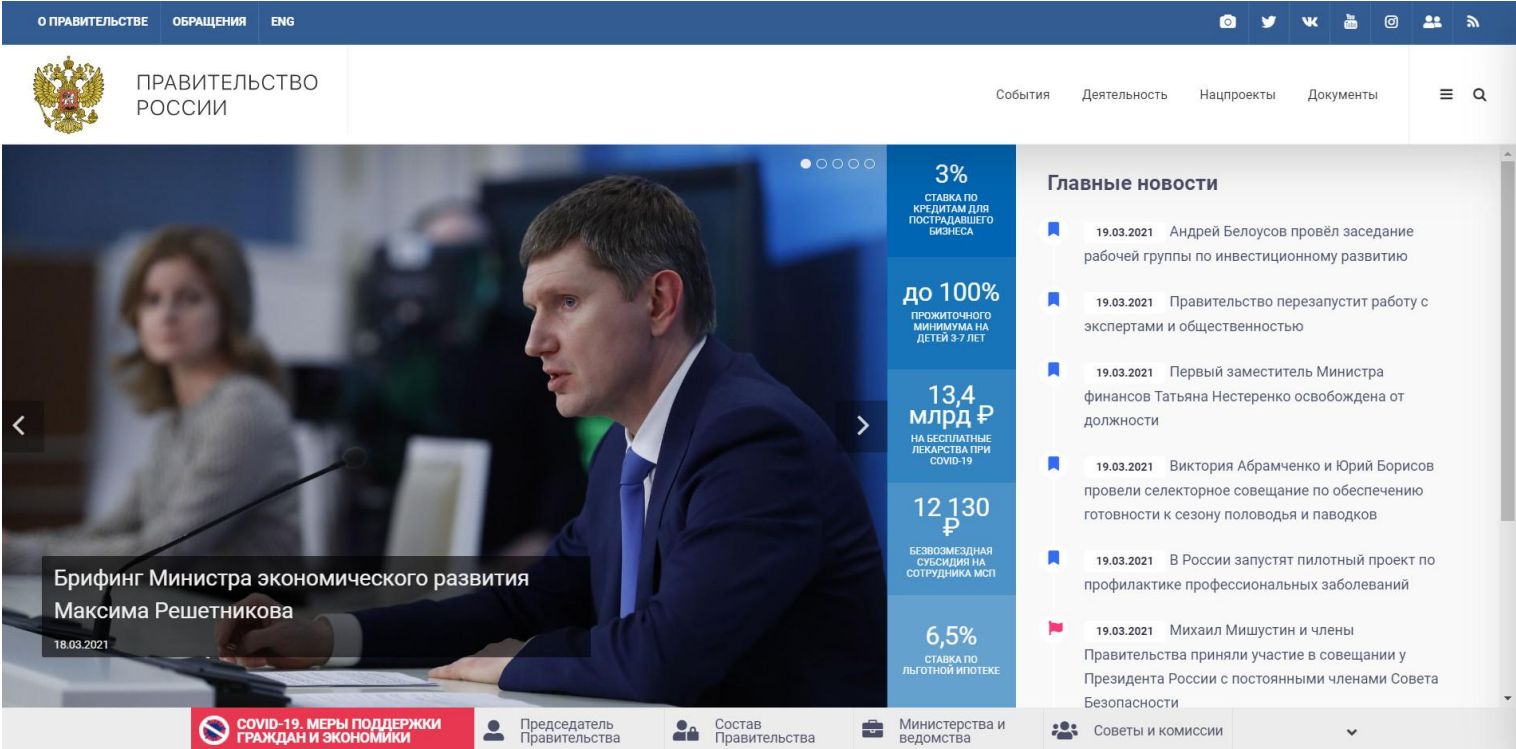 О ПРАВИТЕЛЬСТВЕ ОБРАЩЕНИЯ ENG
You
Tube
ПРАВИТЕЛЬСТВО
РОССИИ
События Деятельность Нацпроекты Документы
Брифинг Министра экономического развития
Максима Решетникова
18.03.2021
3%
СТАВКА ПО
КРЕДИТАМ ДЛЯ
ПОСТРАДАВШЕГО
БИЗНЕСА
до 100%
ПРОЖИТОЧНОГО
МИНИМУМА НА
ДЕТЕЙ 3-7 ЛЕТ
13,4
млрд ₽
НА БЕСПЛАТНЫЕ
ЛЕКАРСТВА ПРИ
COVID-19
12 130
₽
БЕЗВОЗМЕЗДНАЯ
СУБСИДИЯ НА
СОТРУДНИКА МСП
6,5%
СТАВКА ПО
ЛЬГОТНОЙ ИПОТЕКЕ
Главные новости
19.03.2021 Андрей Белоусов провёл заседание
рабочей группы по инвестиционному развитию
19.03.2021 Правительство перезапустит работу с
экспертами и общественностью
19.03.2021 Первый заместитель Министра
финансов Татьяна Нестеренко освобождена от
должности
19.03.2021 Виктория Абрамченко и Юрий Борисов
провели селекторное совещание по обеспечению
готовности к сезону половодья и паводков
19.03.2021 В России запустят пилотный проект по
профилактике профессиональных заболеваний
19.03.2021 Михаил Мишустин и члены
Правительства приняли участие в совещании у
Президента России с постоянными членами Совета
Безопасности
COVID-19. МЕРЫ ПОДДЕРЖКИ
ГРАЖДАН И ЭКОНОМИКИ
Председатель
Правительства
Состав
Правительства
Министерства и
ведомства
Советы и комиссии